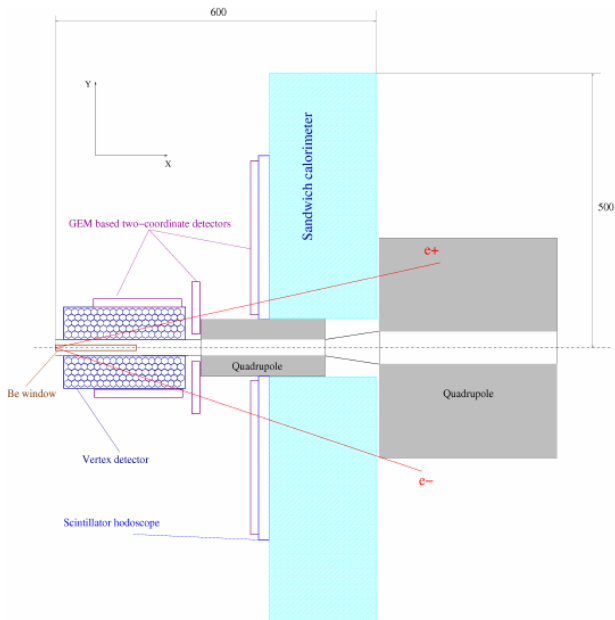 600
Y
X
Sandwich calorimeter
500
GEM based two-coordinate detectors
e+
Quadrupole
Be window
Quadrupole
Vertex detector
e-
Scintillator hodoscope